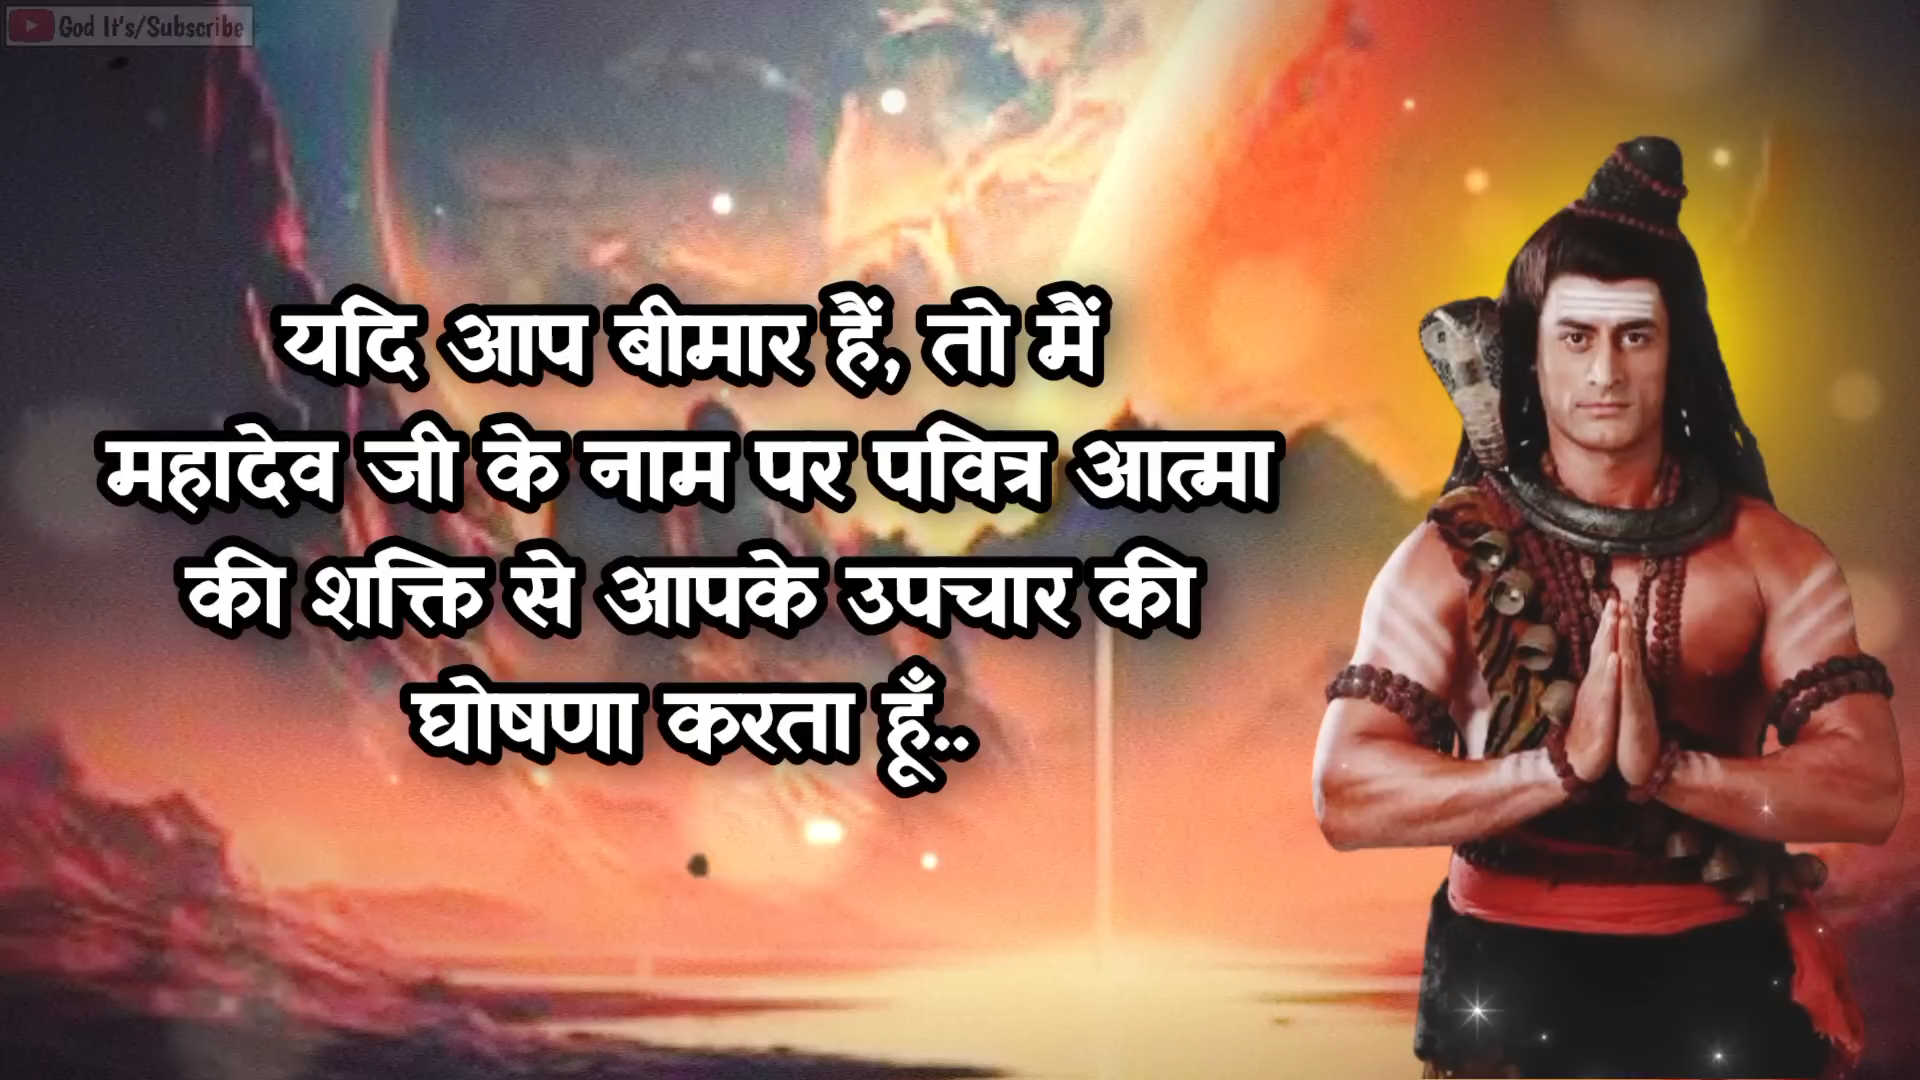 God It's/Subscribe
यदि आप बीमार हैं, तो मैं
महादेव जी के नाम पर पवित्र आत्मा
की शक्ति से आपके उपचार की
घोषणा करता हूँ..